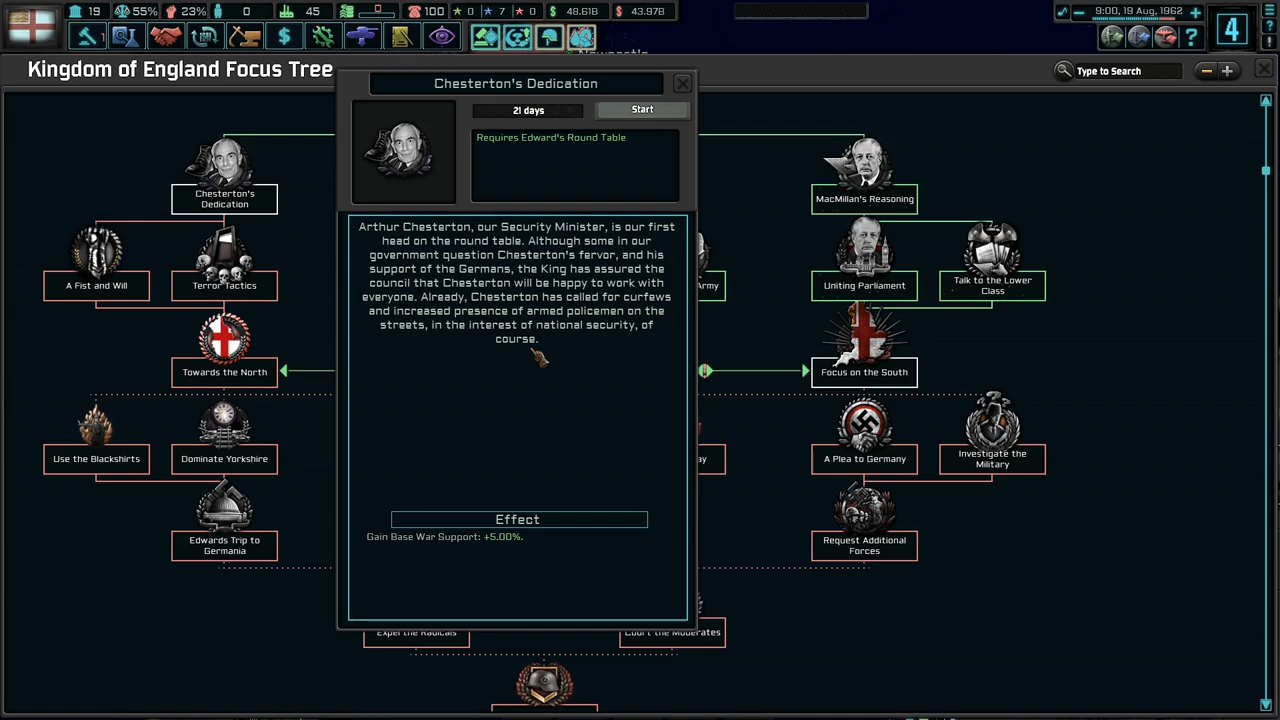 19 55% 23% 0 45 100 0 7 0 $ 48.61B $ 43.97B
9:00, 19 Aug, 1962
4
Kingdom of England Focus Tree
Type to Search
Chesterton's Dedication
21 days
Start
Requires Edward's Round Table
Arthur Chesterton, our Security Minister, is our first
head on the round table. Although some in our
government question Chesterton's fervor, and his
support of the Germans, the King has assured the
council that Chesterton will be happy to work with
everyone. Already, Chesterton has called for curfews
and increased presence of armed policemen on the
streets, in the interest of national security, of
course.
Effect
Gain Base War Support: +5.00%.
Chesterton's
Dedication
MacMillan's Reasoning
A Fist and Will
Terror Tactics
Army
Uniting Parliament
Talk to the Lower
Class
Towards the North
Focus on the South
Use the Blackshirts
Dominate Yorkshire
ay
A Plea to Germany
Investigate the
Military
Edwards Trip to
Germania
Request Additional
Forces
Expel the Radicals
Court the Moderates